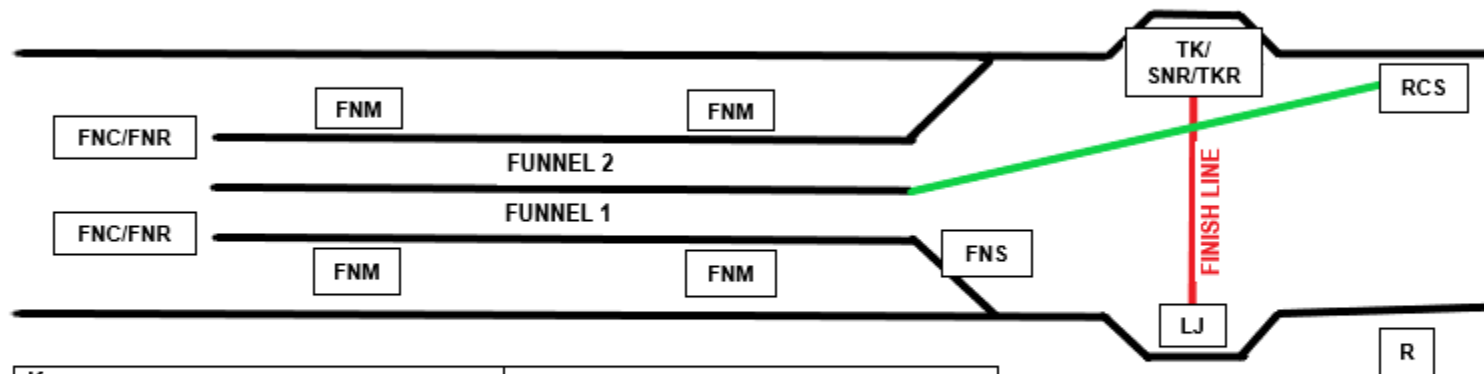 TK/
SNR/TKR
RCS
FNM
FNM
FNC/FNR
FUNNEL 2
FINISH LINE
FUNNEL 1
FNC/FNR
FNS
FNM
FNM
LJ
R